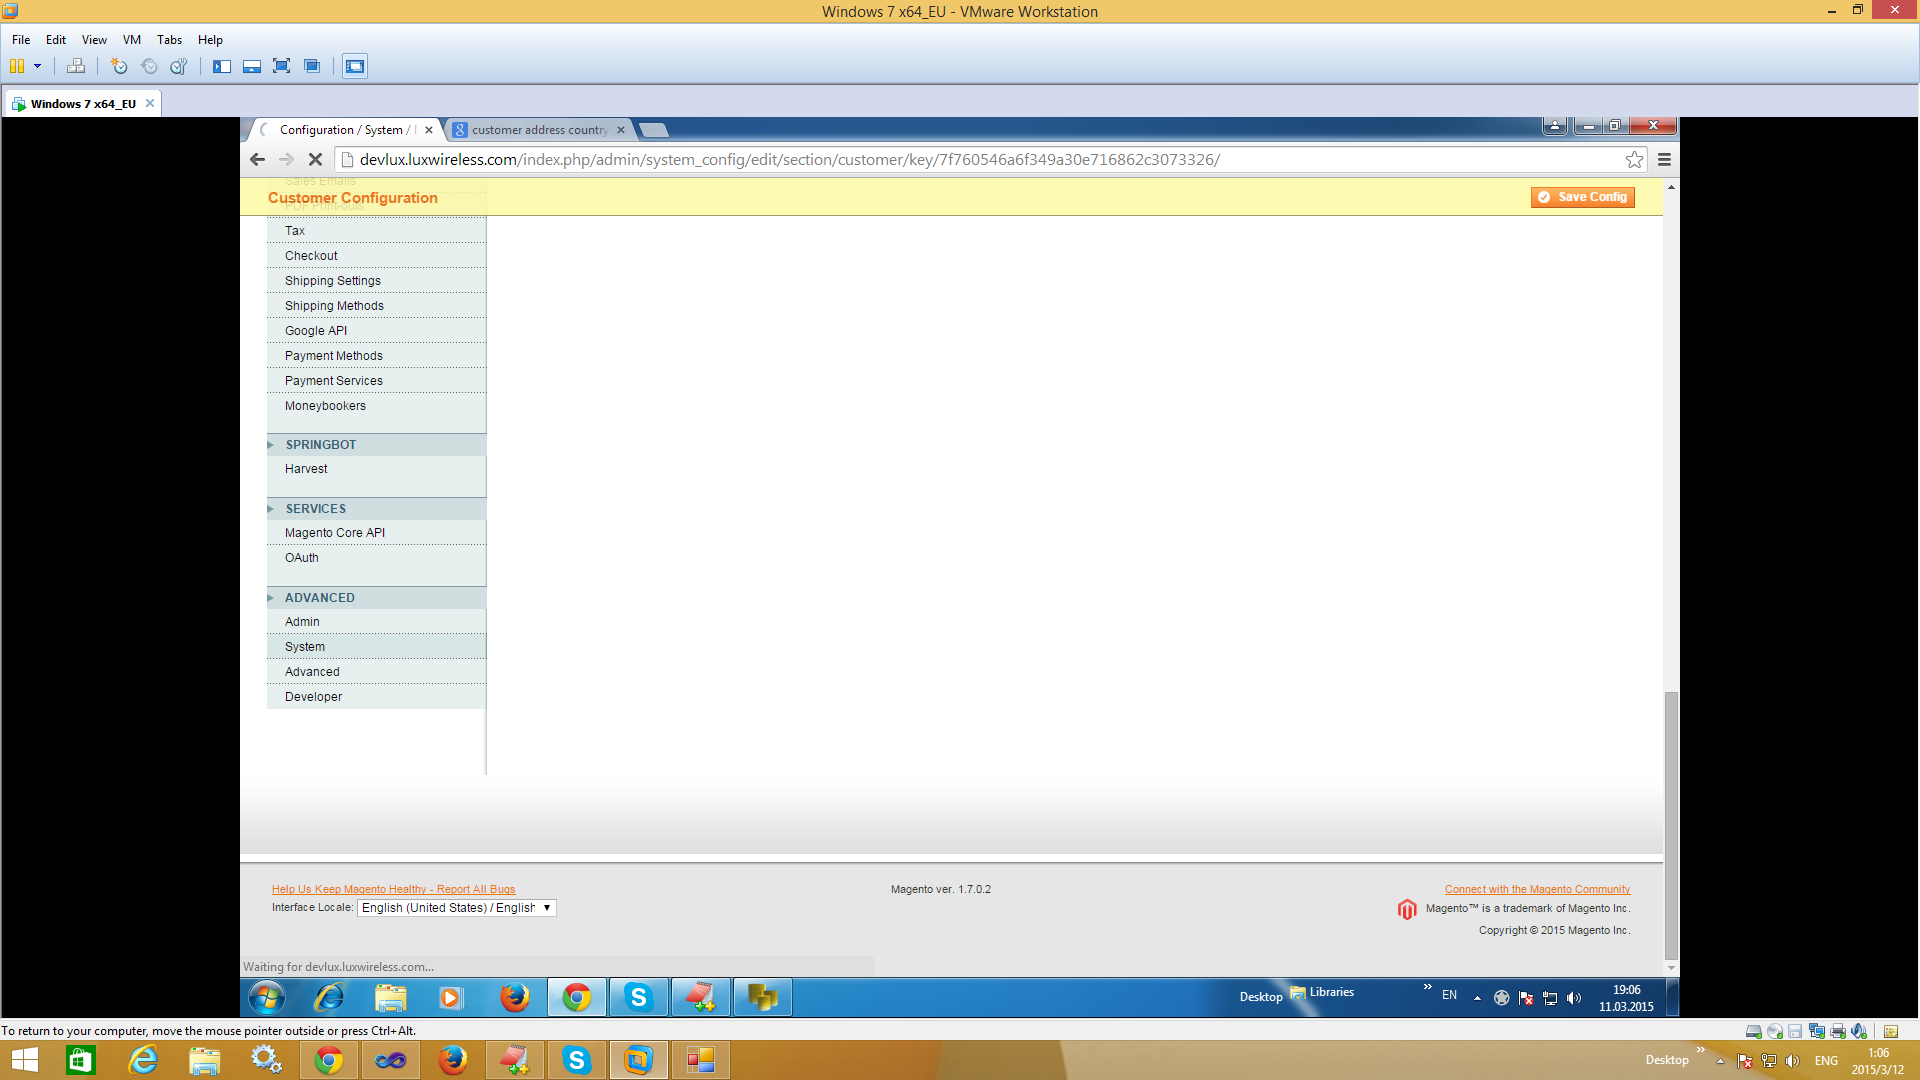 Windows 7 x64_EU - VMware Workstation
File Edit View VM Tabs Help
Windows 7 x64_EU
Configuration / System /
customer address country
devlux.luxwireless.com/index.php/admin/system_config/edit/section/customer/key/7f760546a6f349a30e716862c3073326/
Sales Emails
Customer Configuration
Save Config
PDF Print-outs
Tax
Checkout
Shipping Settings
Shipping Methods
Google API
Payment Methods
Payment Services
Moneybookers
SPRINGBOT
Harvest
SERVICES
Magento Core API
OAuth
ADVANCED
Admin
System
Advanced
Developer
Help Us Keep Magento Healthy - Report All Bugs
Magento ver. 1.7.0.2
Connect with the Magento Community
Interface Locale: English (United States) / English
Magento™ is a trademark of Magento Inc.
Copyright © 2015 Magento Inc.
Waiting for devlux.luxwireless.com...
Desktop
Libraries
EN
19:06
11.03.2015
To return to your computer, move the mouse pointer outside or press Ctrl+Alt.
Desktop
ENG
1:06
2015/3/12